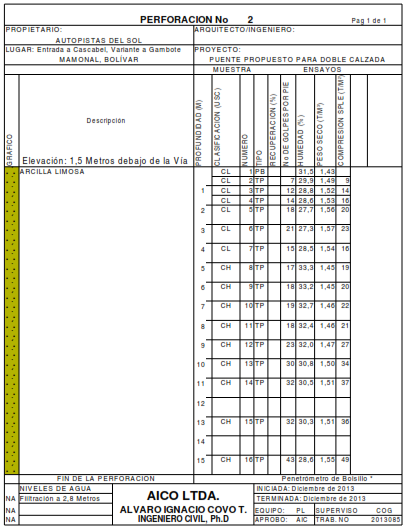 PERFORACION No 2 Pag 1 de 1
PROPIETARIO: ARQUITECTO/INGENIERO:
AUTOPISTAS DEL SOL
LUGAR: Entrada a Cascabel, Variante a Gambote PROYECTO:
MAMONAL, BOLÍVAR PUENTE PROPUESTO PARA DOBLE CALZADA
MUESTRA ENSAYOS
GRAFICO
Descripción
Elevación: 1,5 Metros debajo de la Vía
PROFUNDIDAD (M)
CLASIFICACION (USC)
NUMERO
TIPO
RECUPERACION (%)
No DE GOLPES POR PIE
HUMEDAD (%)
PESO SECO (T/M³)
COMPRESION SPLE (T/M²)
ARCILLA LIMOSA CL 1 PB 31,5 1,43
CL 2 TP 7 29,9 1,49 9
1 CL 3 TP 12 28,8 1,52 14
CL 4 TP 14 28,6 1,53 16
2 CL 5 TP 18 27,7 1,56 20
3 CL 6 TP 21 27,3 1,57 23
4 CL 7 TP 15 28,5 1,54 16
5 CH 8 TP 17 33,3 1,45 19
6 CH 9 TP 18 33,2 1,45 20
7 CH 10 TP 19 32,7 1,46 22
8 CH 11 TP 18 32,4 1,46 21
9 CH 12 TP 23 32,0 1,47 27
10 CH 13 TP 30 30,8 1,50 34
11 CH 14 TP 32 30,5 1,51 37
12
13 CH 15 TP 32 30,3 1,51 36
14
15 CH 16 TP 43 28,6 1,55 49
FIN DE LA PERFORACION Penetrómetro de Bolsillo *
NIVELES DE AGUA
NA Filtración a 2,8 Metros
NA
NA
AICO LTDA.
ALVARO IGNACIO COVO T.
INGENIERO CIVIL, Ph.D
INICIADA: Diciembre de 2013
TERMINADA: Diciembre de 2013
EQUIPO: PL SUPERVISO COG
APROBO: AIC TRAB.NO 2013085